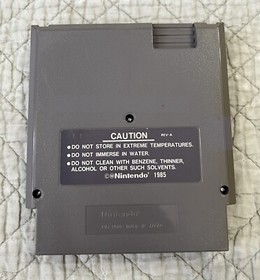 CAUTION REV-A
• DO NOT STORE IN EXTREME TEMPERATURES.
• DO NOT IMMERSE IN WATER.
• DO NOT CLEAN WITH BENZENE, THINNER,
ALCOHOL OR OTHER SUCH SOLVENTS.
©®Nintendo® 1985
Nintendo